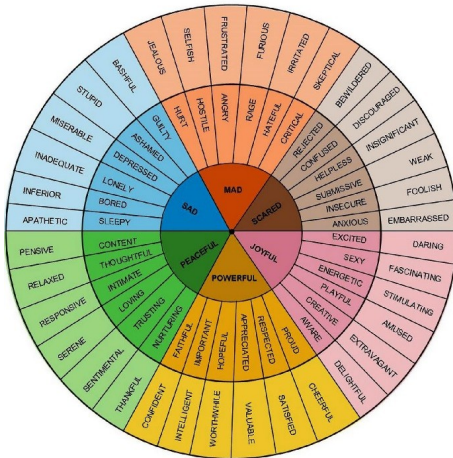 MAD
SCARED
JOYFUL
POWERFUL
PEACEFUL
SAD
HURT
HOSTILE
ANGRY
RAGE
HATEFUL
CRITICAL
REJECTED
CONFUSED
HELPLESS
SUBMISSIVE
INSECURE
ANXIOUS
EXCITED
SEXY
ENERGETIC
PLAYFUL
CREATIVE
AWARE
PROUD
RESPECTED
APPRECIATED
HOPEFUL
IMPORTANT
FAITHFUL
NURTURING
TRUSTING
LOVING
INTIMATE
THOUGHTFUL
CONTENT
SLEEPY
BORED
LONELY
DEPRESSED
ASHAMED
GUILTY
JEALOUS
SELFISH
FRUSTRATED
FURIOUS
IRRITATED
SKEPTICAL
BEWILDERED
DISCOURAGED
INSIGNIFICANT
WEAK
FOOLISH
EMBARRASSED
DARING
FASCINATING
STIMULATING
AMUSED
EXTRAVAGANT
DELIGHTFUL
CHEERFUL
SATISFIED
VALUABLE
WORTHWHILE
INTELLIGENT
CONFIDENT
THANKFUL
SENTIMENTAL
SERENE
RESPONSIVE
RELAXED
PENSIVE
APATHETIC
INFERIOR
INADEQUATE
MISERABLE
STUPID
BASHFUL